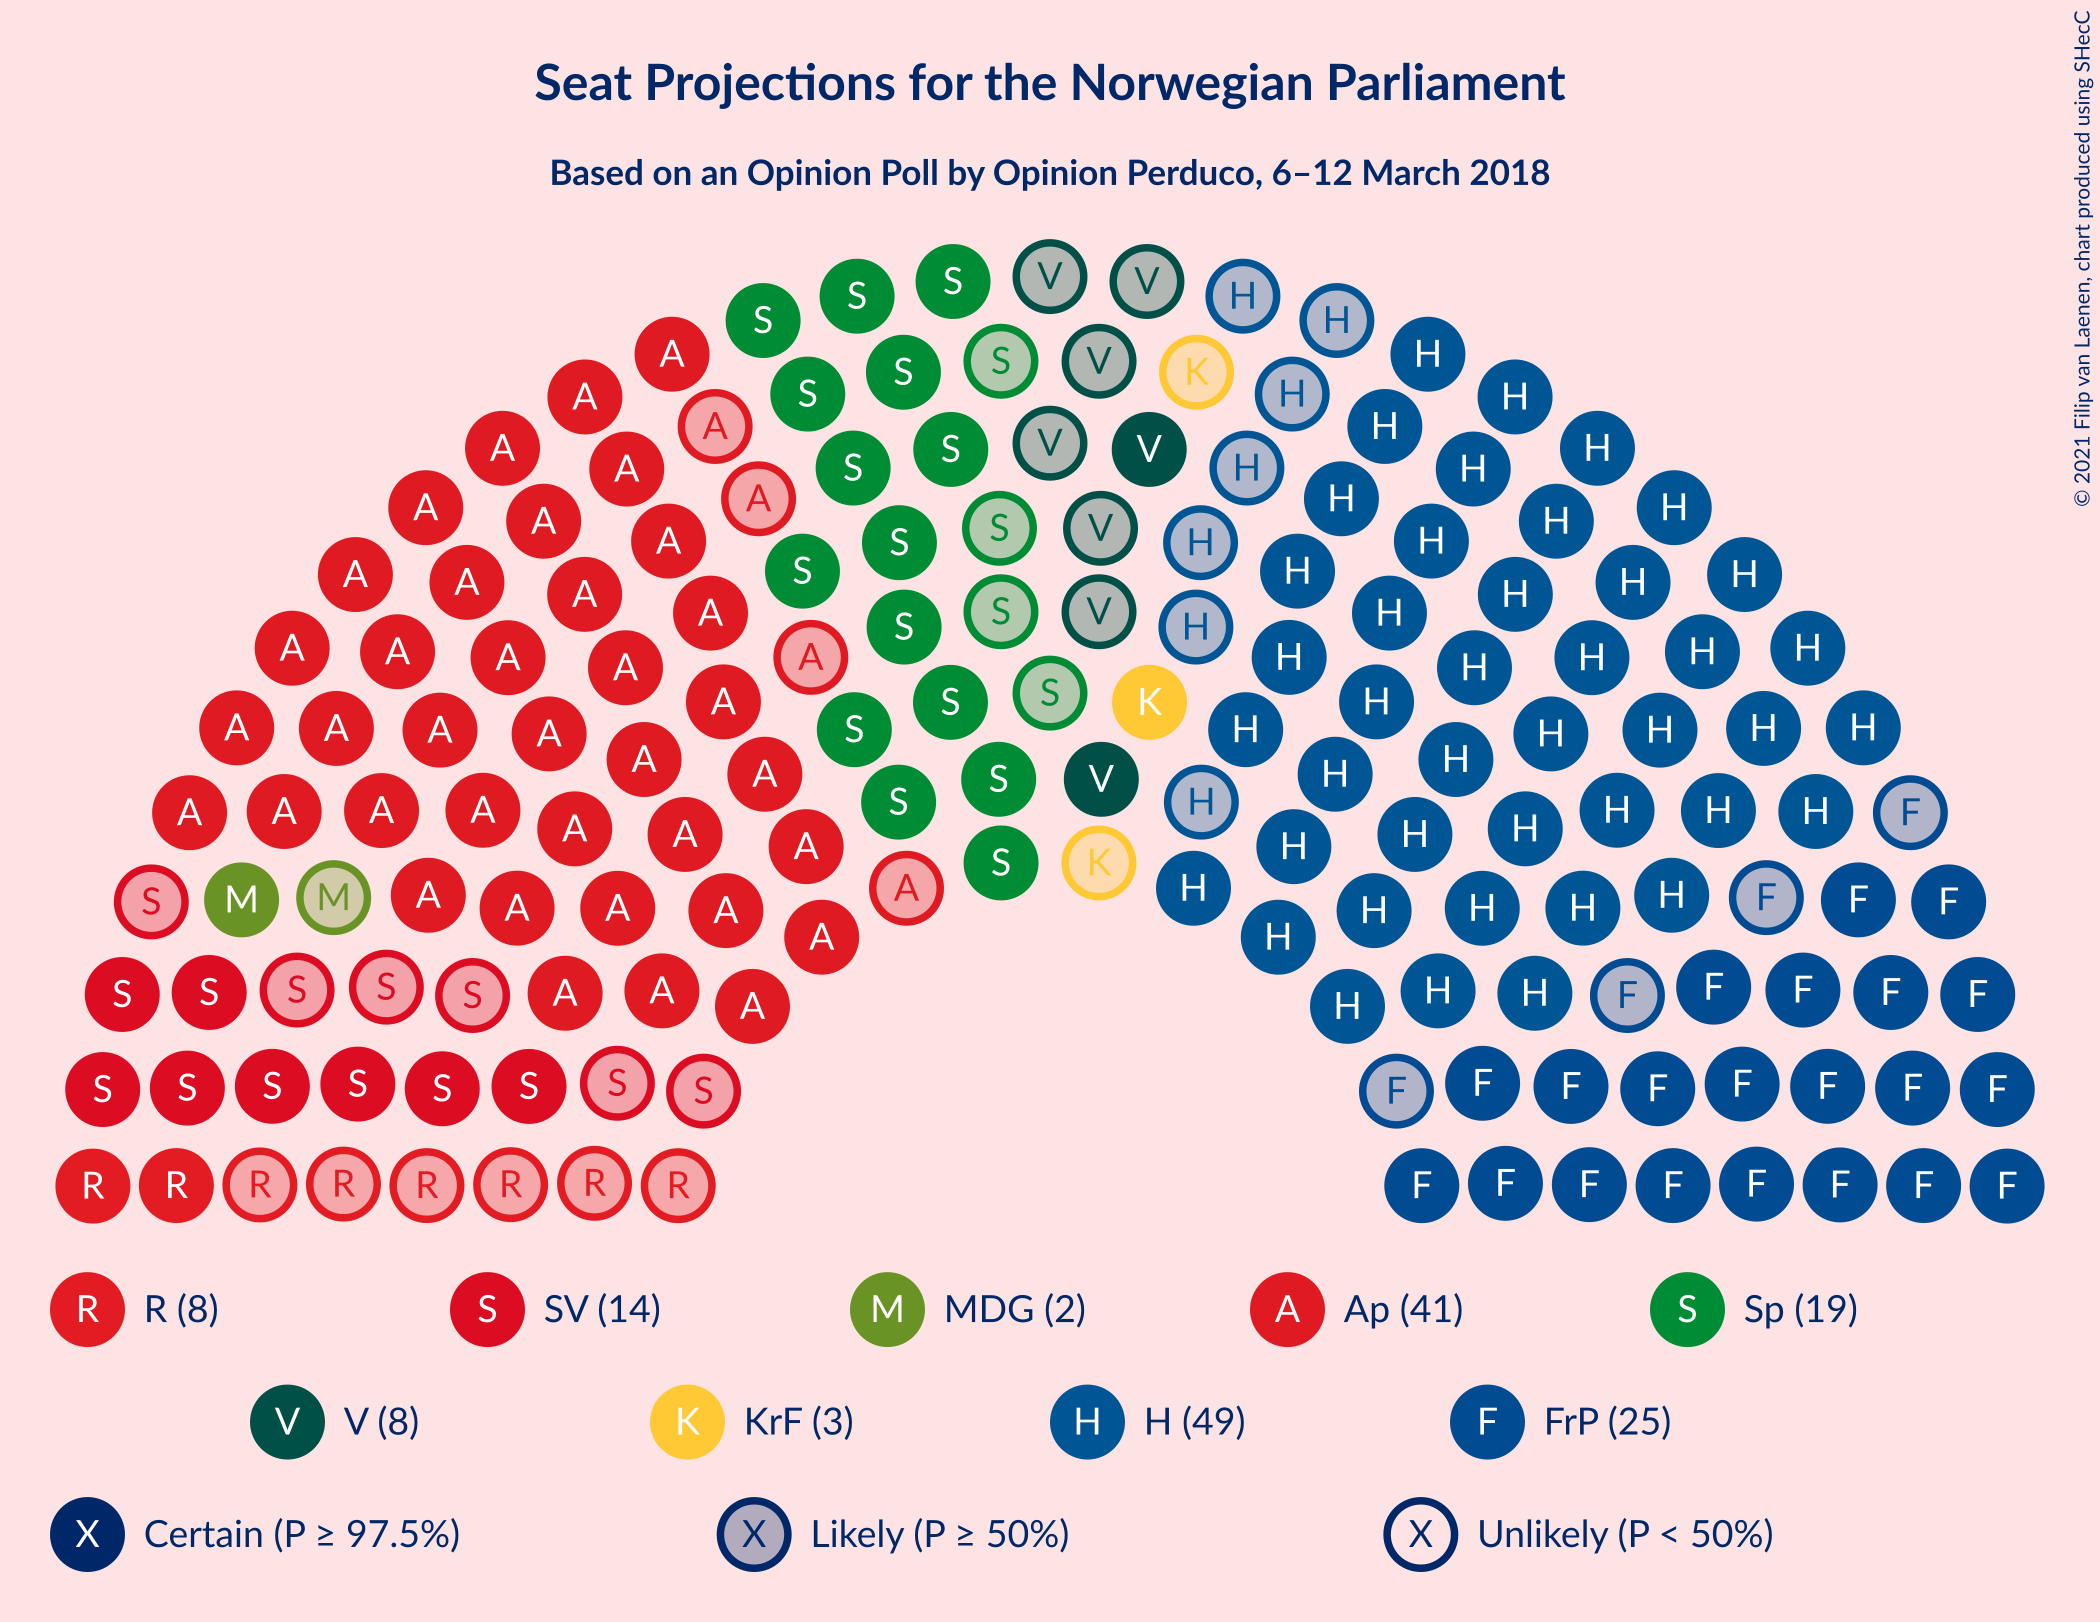 Seat Projections for the Norwegian Parliament
Based on an Opinion Poll by Opinion Perduco, 6–12 March 2018
© 2021 Filip van Laenen, chart produced using SHecC
S S S V V H H
A S S S V K H H
A A S S V V H H
A A A S S S V H H
A A A S S S V H H
A A A A S S S K H H
A A A A S S V H H
A A A A A S K H H
R R R R R R R R F F F F F F F F
R R (8) S SV (14) M MDG (2) A Ap (41) S Sp (19)
V V (8) K KrF (3) H H (49) F FrP (25)
X Certain (P ≥ 97.5%) X Likely (P ≥ 50%) X Unlikely (P < 50%)